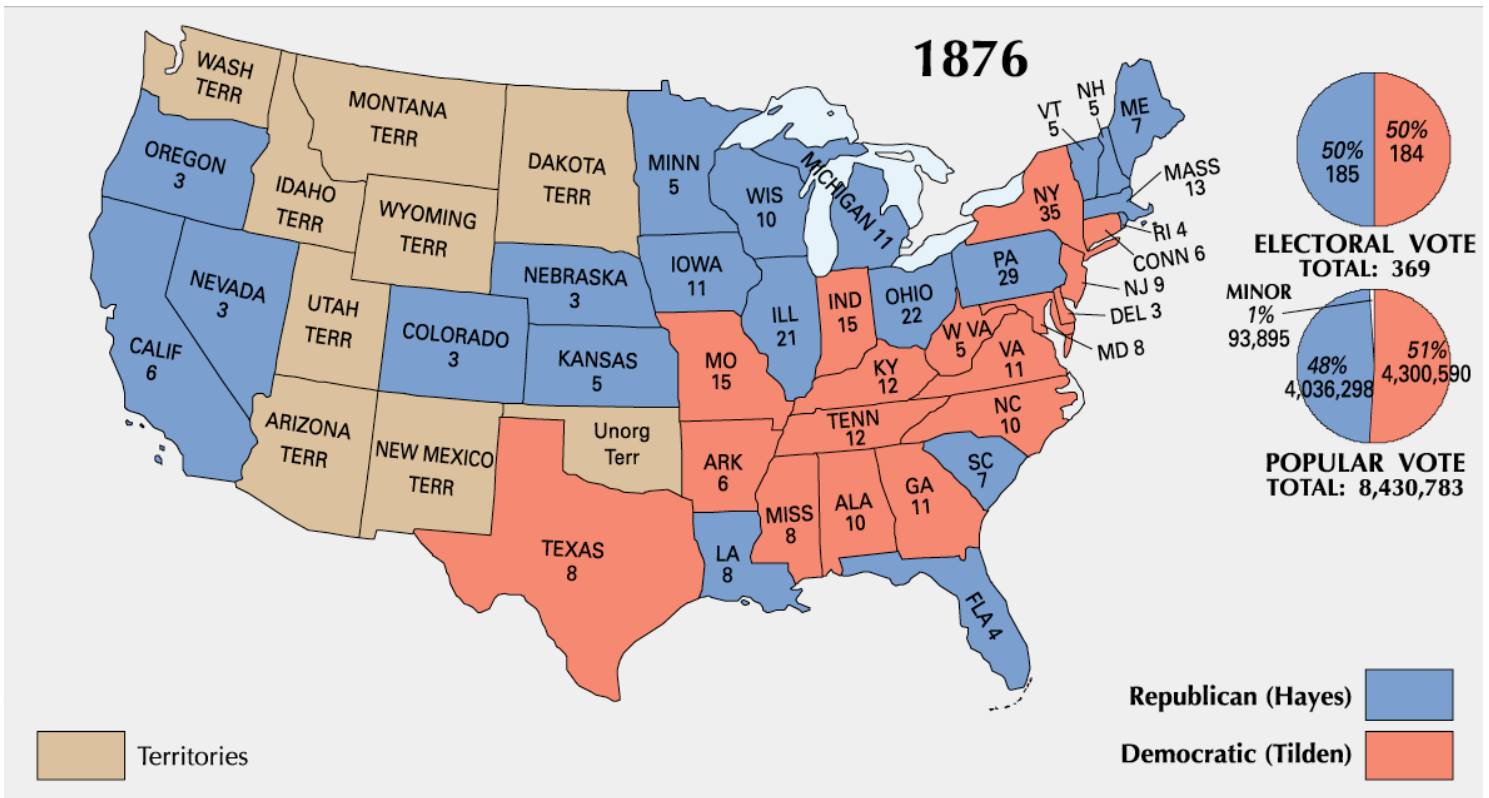 1876
WASH
TERR
MONTANA
TERR
OREGON
3
IDAHO
TERR
WYOMING
TERR
DAKOTA
TERR
MINN
5
WIS
10
MICHIGAN 11
VT
5
NH
5
ME
7
MASS
13
NY
35
RI 4
CONN 6
NJ 9
DEL 3
MD 8
PA
29
NEVADA
3
CALIF
6
UTAH
TERR
COLORADO
3
NEBRASKA
3
KANSAS
5
IOWA
11
ILL
21
IND
15
OHIO
22
W VA
5
VA
11
MO
15
KY
12
TENN
12
NC
10
SC
7
ARIZONA
TERR
NEW MEXICO
TERR
Unorg
Terr
ARK
6
TEXAS
8
LA
8
MISS
8
ALA
10
GA
11
FLA 4
50%
185
50%
184
ELECTORAL VOTE
TOTAL: 369
MINOR
1%
93,895
48%
4,036,298
51%
4,300,590
POPULAR VOTE
TOTAL: 8,430,783
Republican (Hayes)
Democratic (Tilden)
Territories